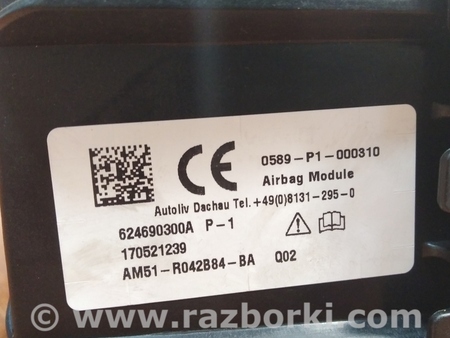 CE 0589-P1-000310
Airbag Module
Autoliv Dachau Tel.+49(0)8131-295-0
624690300A P-1
170521239
AM51-R042B84-BA Q02
© www.razborki.com